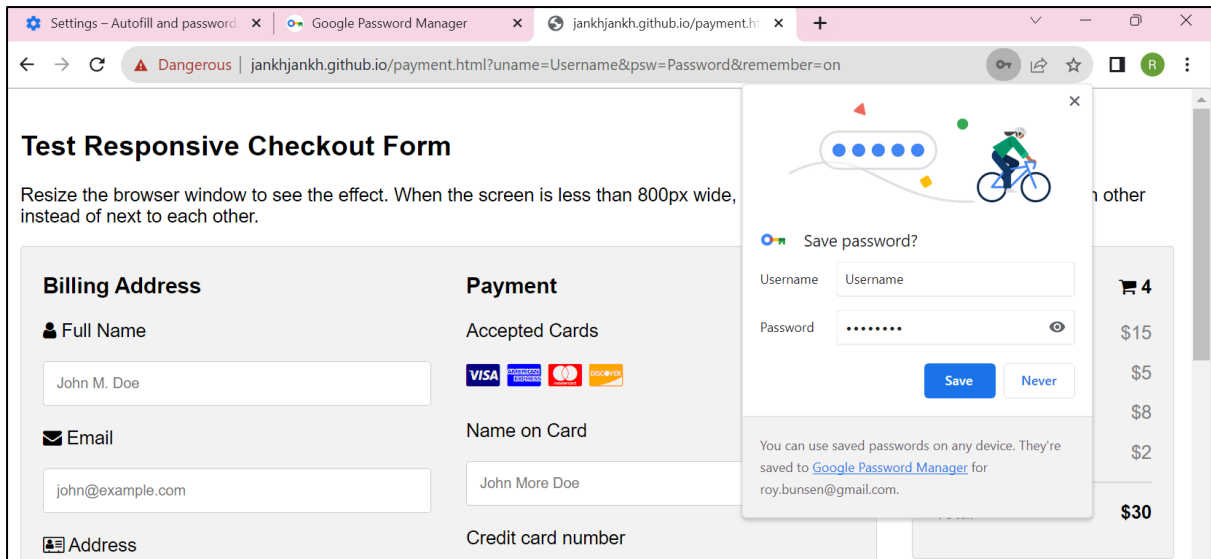 Settings – Autofill and password
Google Password Manager
jankhjankh.github.io/payment.ht
Dangerous | jankhjankh.github.io/payment.html?uname=Username&psw=Password&remember=on
R
Test Responsive Checkout Form
Resize the browser window to see the effect. When the screen is less than 800px wide,
other
instead of next to each other.
Billing Address
Full Name
John M. Doe
Email
john@example.com
Address
Payment
Accepted Cards
VISA AMERICAN EXPRESS mastercard DISCOVER
Name on Card
John More Doe
Credit card number
Save password?
Username Username
Password ••••••••
Save Never
You can use saved passwords on any device. They're
saved to Google Password Manager for
roy.bunsen@gmail.com.
4
$15
$5
$8
$2
$30